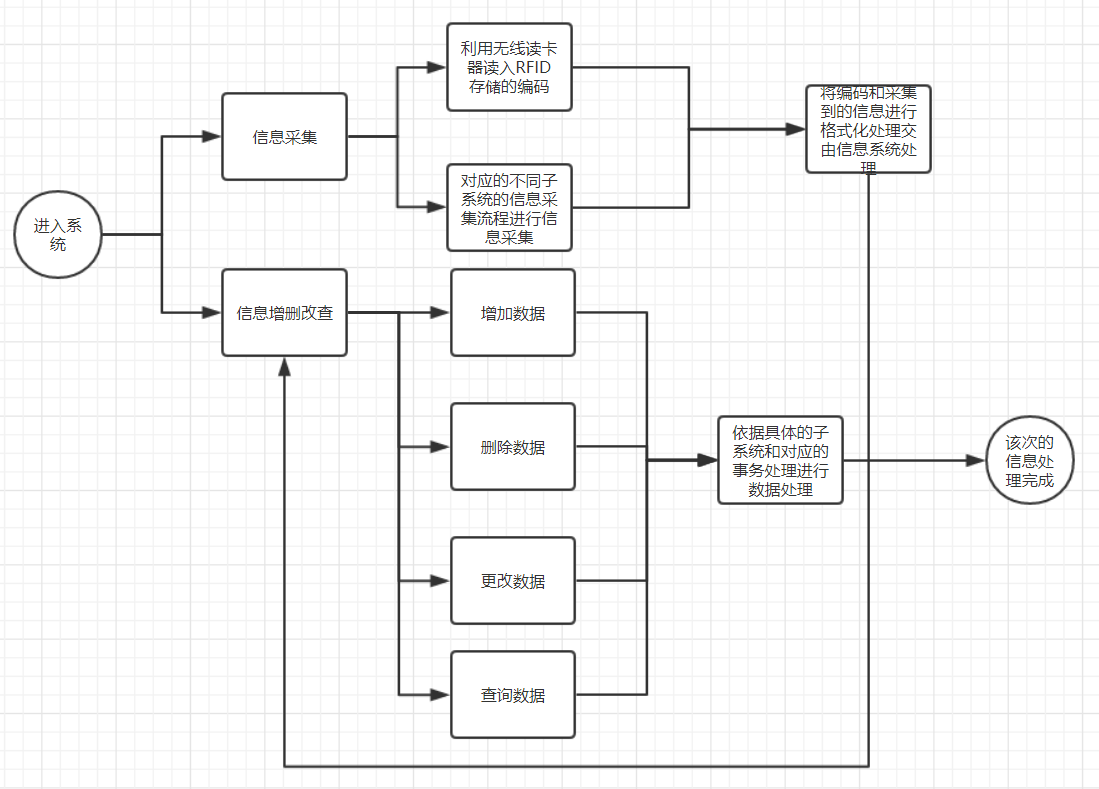 进入系
统
信息采集
利用无线读卡
器读入RFID
存储的编码
对应的不同子
系统的信息采
集流程进行信
息采集
将编码和采集
到的信息进行
格式化处理交
由信息系统处
理
信息增删改查
增加数据
删除数据
更改数据
查询数据
依据具体的子
系统和对应的
事务处理进行
数据处理
该次的
信息处
理完成